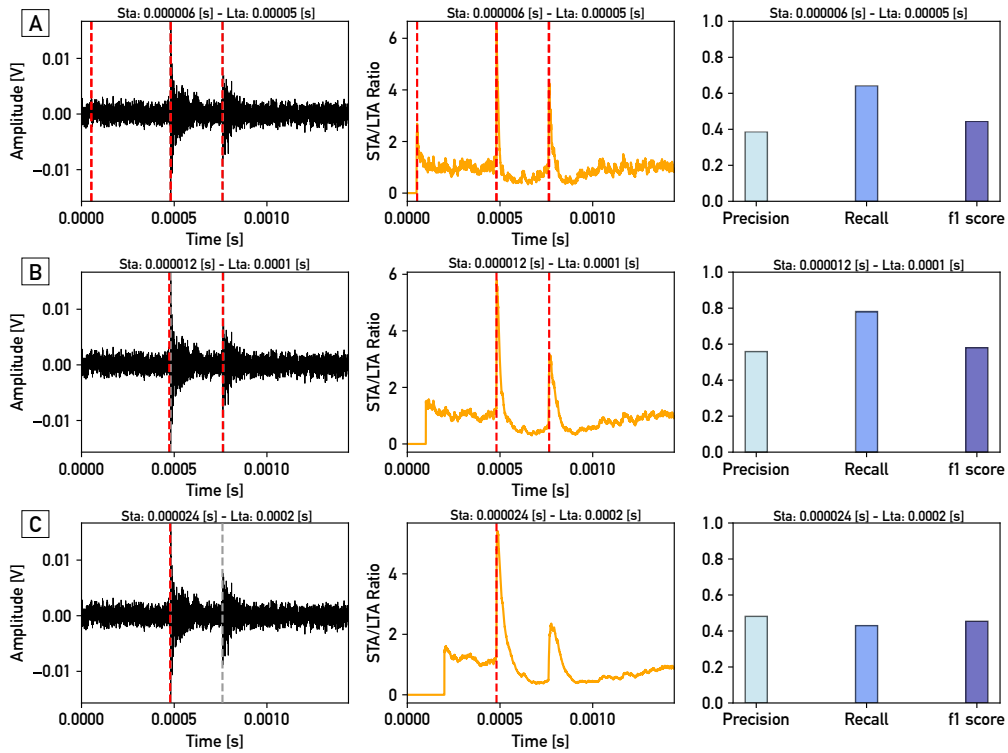 A
Sta: 0.000006 [s] - Lta: 0.00005 [s]
Amplitude [V]
0.01
0.00
−0.01
0.0000
0.0005
0.0010
Time [s]
Sta: 0.000006 [s] - Lta: 0.00005 [s]
STA/LTA Ratio
6
4
2
0
0.0000
0.0005
0.0010
Time [s]
Sta: 0.000006 [s] - Lta: 0.00005 [s]
1.0
0.8
0.6
0.4
0.2
0.0
Precision
Recall
f1 score
B
Sta: 0.000012 [s] - Lta: 0.0001 [s]
Amplitude [V]
0.01
0.00
−0.01
0.0000
0.0005
0.0010
Time [s]
Sta: 0.000012 [s] - Lta: 0.0001 [s]
STA/LTA Ratio
6
4
2
0
0.0000
0.0005
0.0010
Time [s]
Sta: 0.000012 [s] - Lta: 0.0001 [s]
1.0
0.8
0.6
0.4
0.2
0.0
Precision
Recall
f1 score
C
Sta: 0.000024 [s] - Lta: 0.0002 [s]
Amplitude [V]
0.01
0.00
−0.01
0.0000
0.0005
0.0010
Time [s]
Sta: 0.000024 [s] - Lta: 0.0002 [s]
STA/LTA Ratio
4
2
0
0.0000
0.0005
0.0010
Time [s]
Sta: 0.000024 [s] - Lta: 0.0002 [s]
1.0
0.8
0.6
0.4
0.2
0.0
Precision
Recall
f1 score